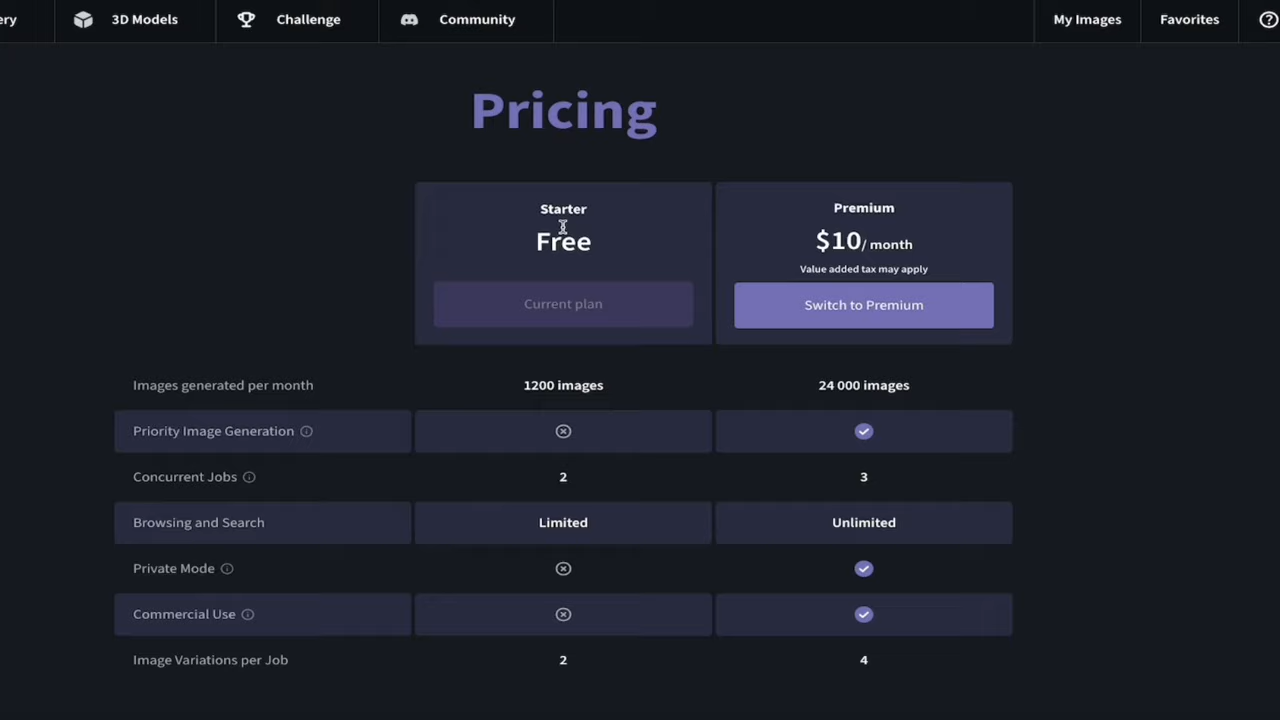 ery 3D Models Challenge Community My Images Favorites
Pricing
Starter Premium
Free $10/ month
Value added tax may apply
Current plan Switch to Premium
Images generated per month 1200 images 24 000 images
Priority Image Generation
Concurrent Jobs 2 3
Browsing and Search Limited Unlimited
Private Mode
Commercial Use
Image Variations per Job 2 4